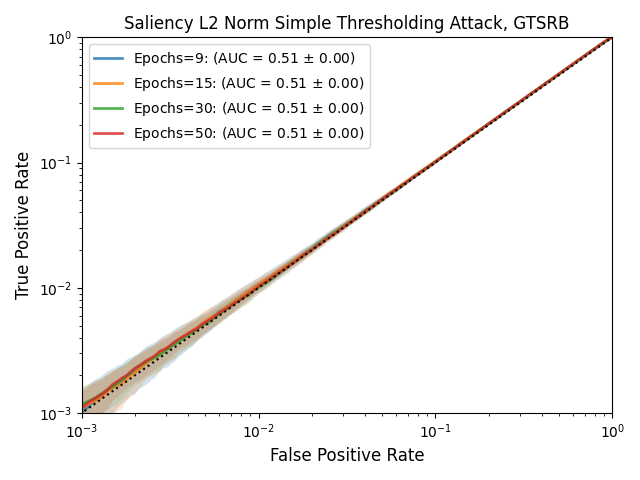 Saliency L2 Norm Simple Thresholding Attack, GTSRB
True Positive Rate
10^0
10^-1
10^-2
10^-3
Epochs=9: (AUC = 0.51 ± 0.00)
Epochs=15: (AUC = 0.51 ± 0.00)
Epochs=30: (AUC = 0.51 ± 0.00)
Epochs=50: (AUC = 0.51 ± 0.00)
10^-3 10^-2 10^-1 10^0
False Positive Rate